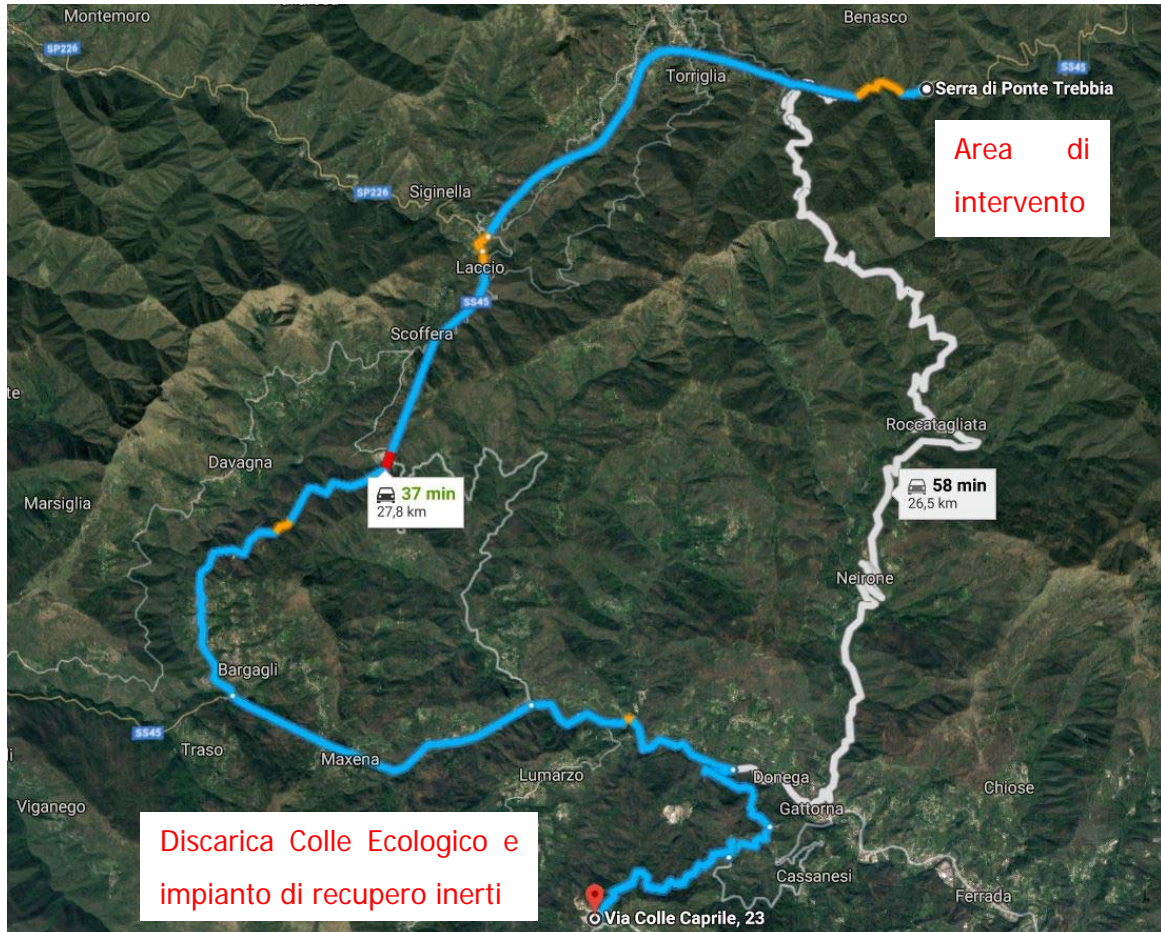 Montemoro
Benasco
SP226
SS45
Torriglia
Serra di Ponte Trebbia
Area di
intervento
SP226
Siginella
Laccio
SS45
Scoffera
te
Roccatagliata
Davagna
37 min
27,8 km
58 min
26,5 km
Marsiglia
Neirone
Bargagli
SS45
Traso
Maxena
Lumarzo
Donega
Chiose
Viganego
Gattorna
Discarica Colle Ecologico e
impianto di recupero inerti
Cassanesi
Ferrada
Via Colle Caprile, 23